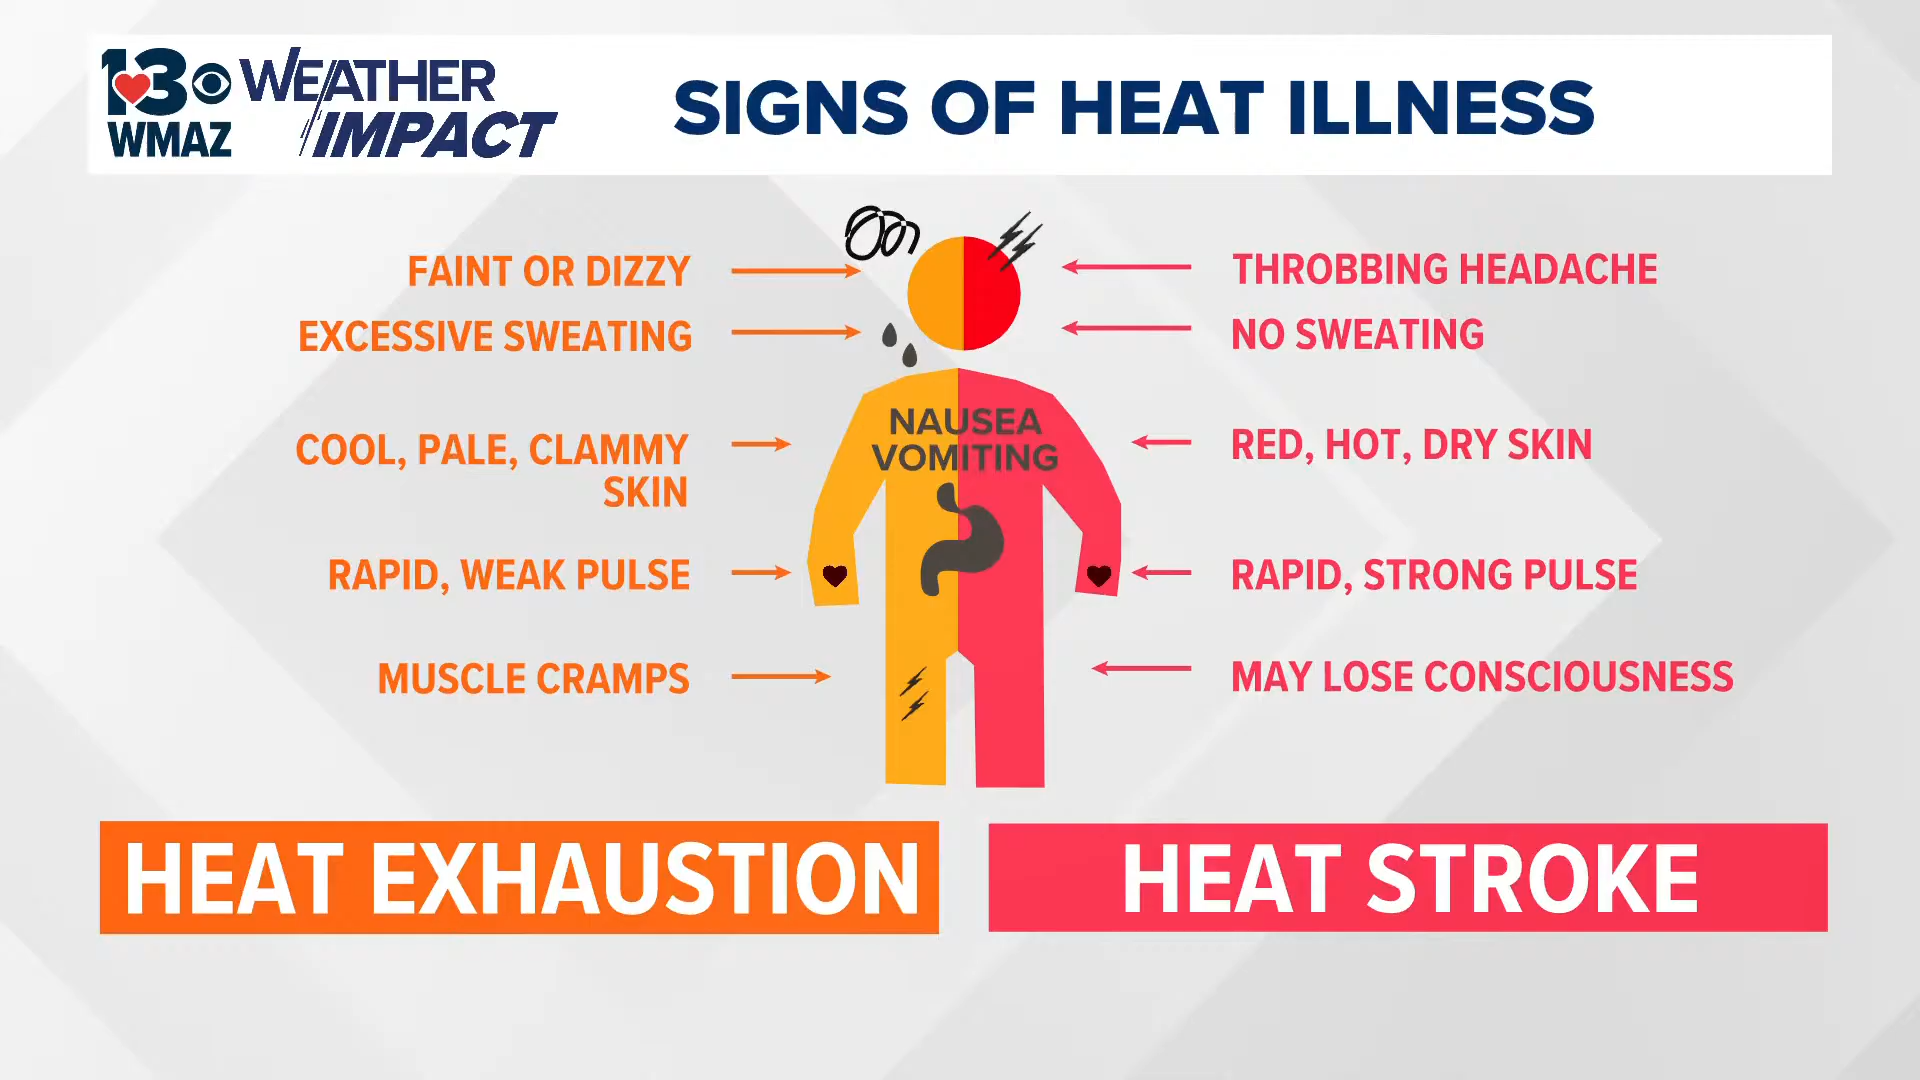 13 WEATHER
WMAZ IMPACT
SIGNS OF HEAT ILLNESS
FAINT OR DIZZY
EXCESSIVE SWEATING
COOL, PALE, CLAMMY
SKIN
RAPID, WEAK PULSE
MUSCLE CRAMPS
NAUSEA
VOMITING
THROBBING HEADACHE
NO SWEATING
RED, HOT, DRY SKIN
RAPID, STRONG PULSE
MAY LOSE CONSCIOUSNESS
HEAT EXHAUSTION
HEAT STROKE